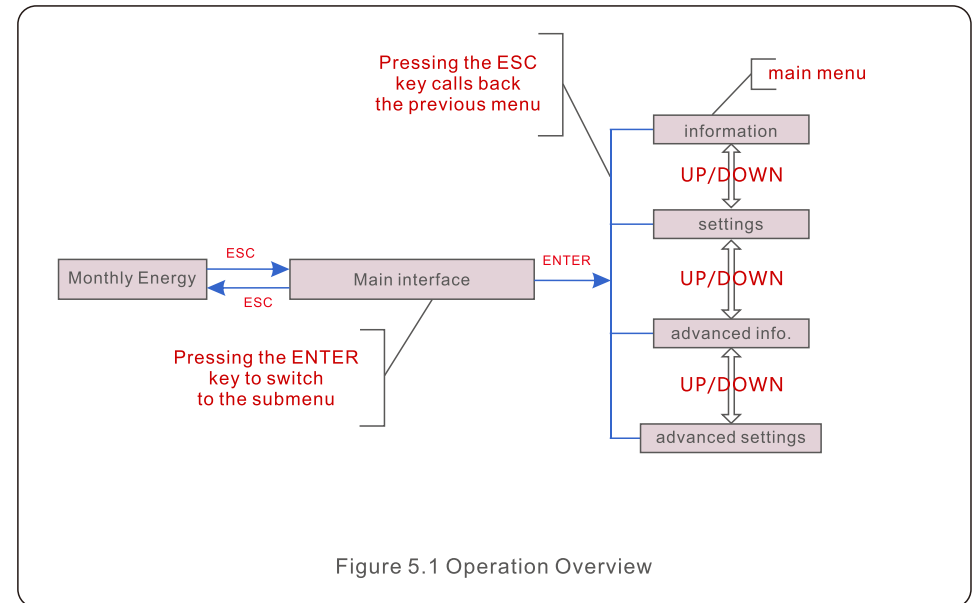 Pressing the ESC
key calls back
the previous menu
main menu
information
UP/DOWN
settings
UP/DOWN
advanced info.
UP/DOWN
advanced settings
Monthly Energy
ESC
ESC
Main interface
ENTER
Pressing the ENTER
key to switch
to the submenu
Figure 5.1 Operation Overview